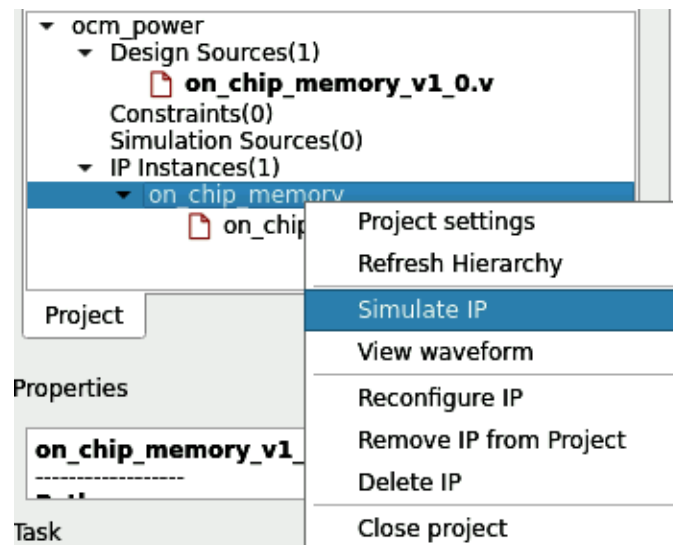 ocm_power
Design Sources(1)
on_chip_memory_v1_0.v
Constraints(0)
Simulation Sources(0)
IP Instances(1)
on_chip_memory
on_chip
Project settings
Refresh Hierarchy
Simulate IP
View waveform
Reconfigure IP
Remove IP from Project
Delete IP
Close project
Project
Properties
on_chip_memory_v1_
------------------
Task